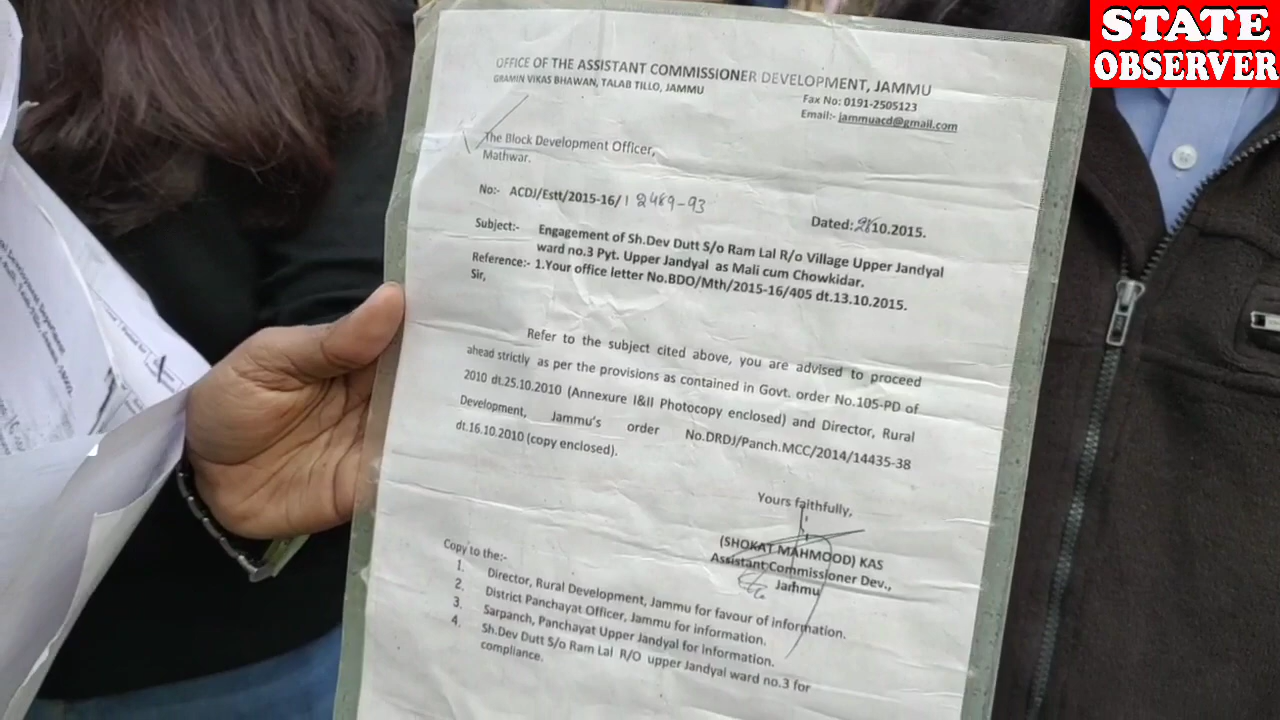 STATE
OBSERVER
OFFICE OF THE ASSISTANT COMMISSIONER DEVELOPMENT, JAMMU
GRAMIN VIKAS BHAWAN, TALAB TILLO, JAMMU
Fax No: 0191-2505123
Email:- jammuacd@gmail.com
The Block Development Officer,
Mathwar.
No:- ACDJ/Estt/2015-16/ 12489-93
Dated: 28.10.2015.
Subject:- Engagement of Sh.Dev Dutt S/o Ram Lal R/o Village Upper Jandyal
ward no.3 Pyt. Upper Jandyal as Mali cum Chowkidar.
Reference:- 1.Your office letter No.BDO/Mth/2015-16/405 dt.13.10.2015.
Sir,
Refer to the subject cited above, you are advised to proceed
ahead strictly as per the provisions as contained in Govt. order No.105-PD of
2010 dt.25.10.2010 (Annexure I&II Photocopy enclosed) and Director, Rural
Development, Jammu's order No.DRDJ/Panch.MCC/2014/14435-38
dt.16.10.2010 (copy enclosed).
Yours faithfully,
(SHOKAT MAHMOOD) KAS
Assistant Commissioner Dev.,
Jammu
Copy to the:-
1. Director, Rural Development, Jammu for favour of information.
2. District Panchayat Officer, Jammu for information.
3. Sarpanch, Panchayat Upper Jandyal for information.
4. Sh.Dev Dutt S/o Ram Lal R/O upper Jandyal ward no.3 for
compliance.